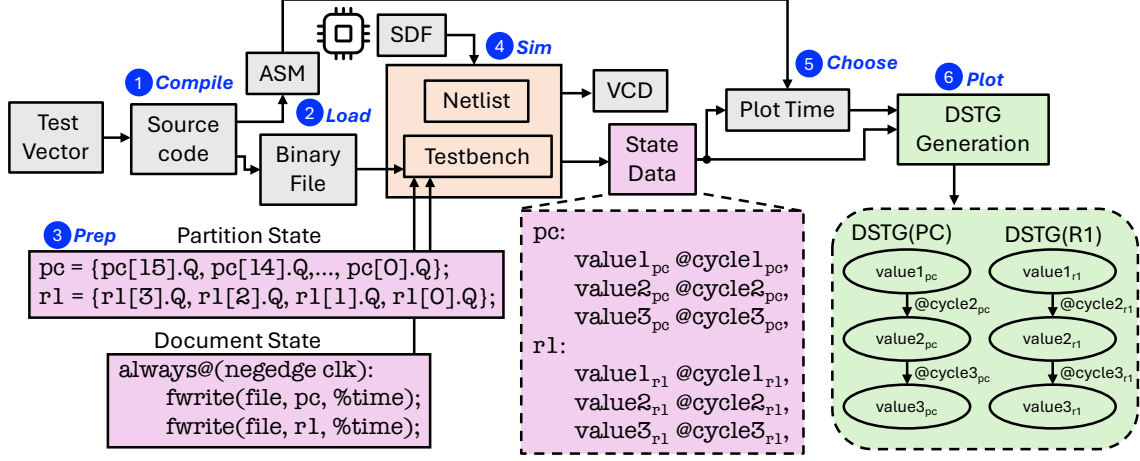 SDF
4 Sim
1 Compile
ASM
5 Choose
6 Plot
2 Load
Netlist
VCD
Plot Time
DSTG
Generation
Test
Vector
Source
code
Binary
File
Testbench
State
Data
3 Prep
Partition State
pc = {pc[15].Q, pc[14].Q,..., pc[0].Q};
r1 = {r1[3].Q, r1[2].Q, r1[1].Q, r1[0].Q};
Document State
always@(negedge clk):
fwrite(file, pc, %time);
fwrite(file, r1, %time);
pc:
value1pc @cycle1pc,
value2pc @cycle2pc,
value3pc @cycle3pc,
r1:
value1r1 @cycle1r1,
value2r1 @cycle2r1,
value3r1 @cycle3r1,
DSTG(PC)
value1pc
@cycle2pc
value2pc
@cycle3pc
value3pc
DSTG(R1)
value1r1
@cycle2r1
value2r1
@cycle3r1
value3r1